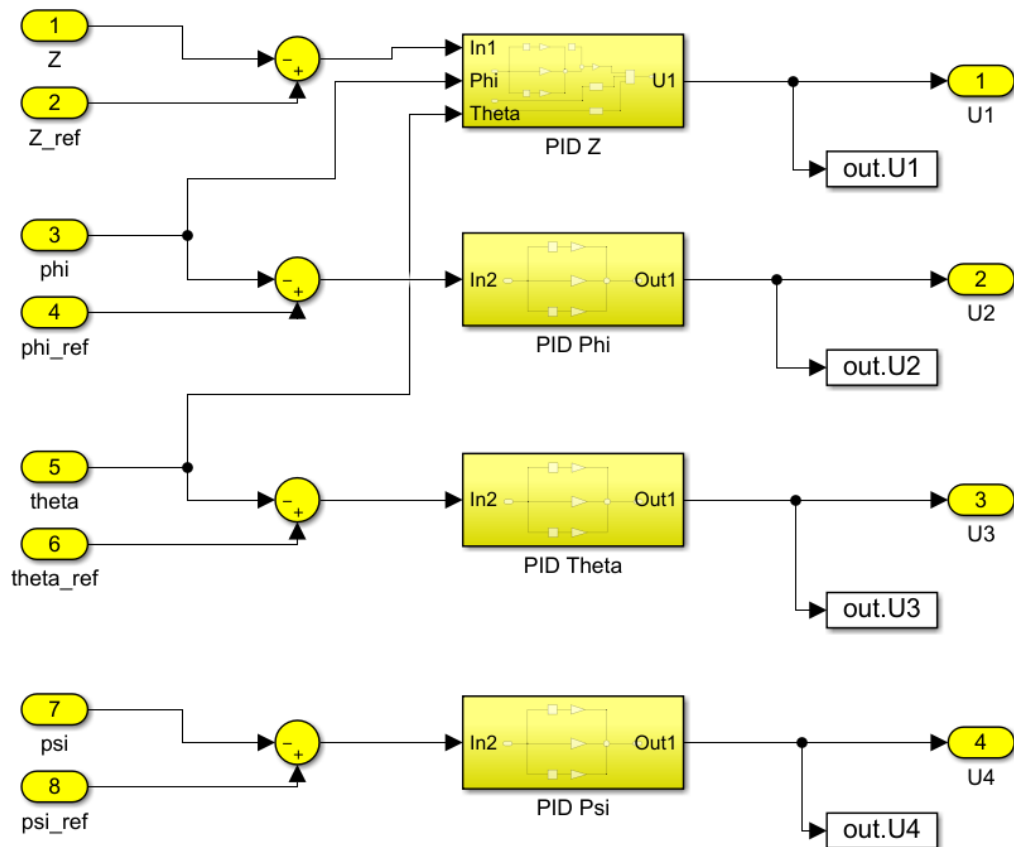 1
Z
2
Z_ref
In1
Phi
Theta
U1
PID Z
1
U1
out.U1
3
phi
4
phi_ref
In2
Out1
PID Phi
2
U2
out.U2
5
theta
6
theta_ref
In2
Out1
PID Theta
3
U3
out.U3
7
psi
8
psi_ref
In2
Out1
PID Psi
4
U4
out.U4